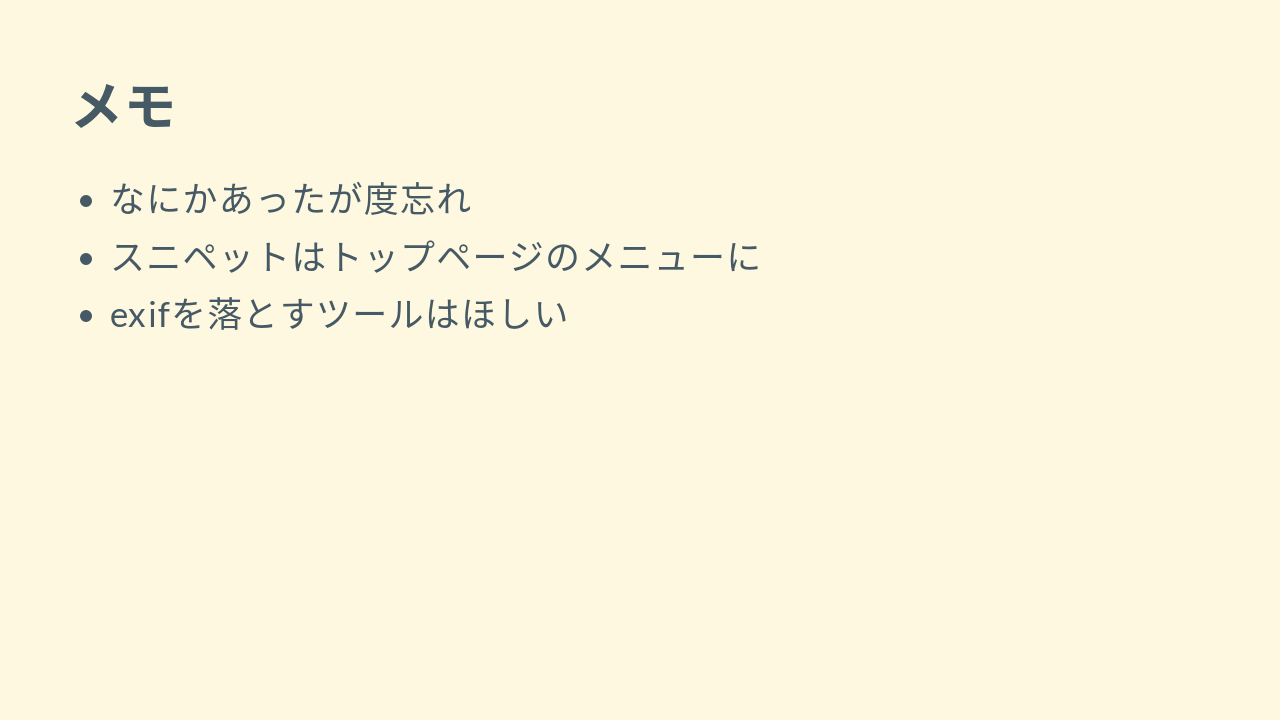 メモ
なにかあったが度忘れ
スニペットはトップページのメニューに
exifを落とすツールはほしい